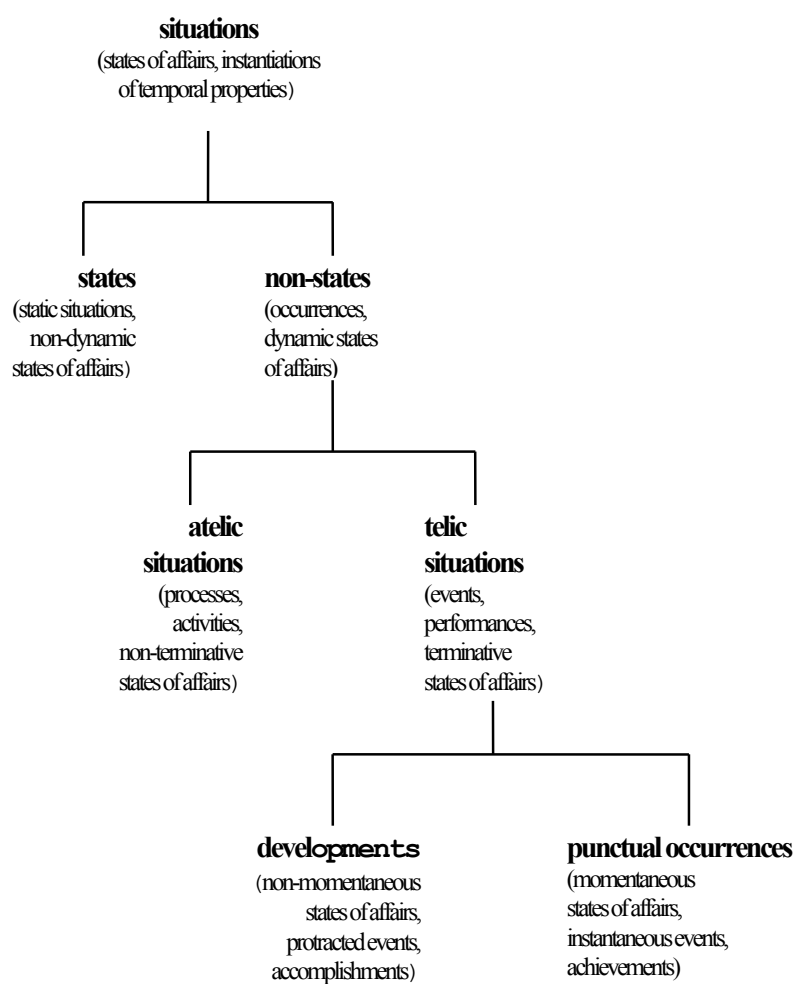 situations
(states of affairs, instantiations
of temporal properties)
states
(static situations,
non-dynamic
states of affairs)
non-states
(occurrences,
dynamic states
of affairs)
atelic
situations
(processes,
activities,
non-terminative
states of affairs)
telic
situations
(events,
performances,
terminative
states of affairs)
developments
(non-momentaneous
states of affairs,
protracted events,
accomplishments)
punctual occurrences
(momentaneous
states of affairs,
instantaneous events,
achievements)